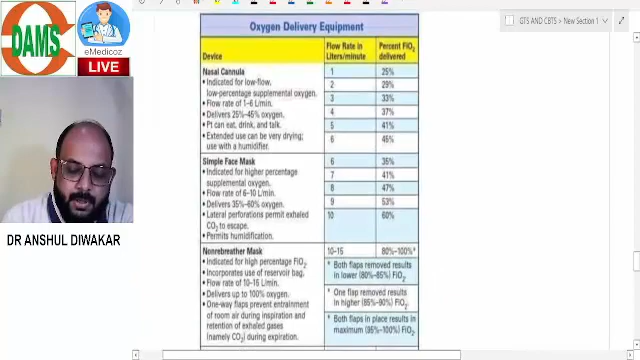 DAMS
eMedicoz
LIVE
DR ANSHUL DIWAKAR
GTS AND CBTS > New Section 1
Oxygen Delivery Equipment
Device
Flow Rate in
Liters/minute
Percent FiO2
delivered
Nasal Cannula
• Indicated for low-flow,
low-percentage supplemental oxygen.
• Flow rate of 1–6 L/min.
• Delivers 25%–45% oxygen.
• Pt can eat, drink, and talk.
• Extended use can be very drying;
use with a humidifier.
1 25%
2 29%
3 33%
4 37%
5 41%
6 45%
Simple Face Mask
• Indicated for higher percentage
supplemental oxygen.
• Flow rate of 6–10 L/min.
• Delivers 35%–60% oxygen.
• Lateral perforations permit exhaled
CO2 to escape.
• Permits humidification.
6 35%
7 41%
8 47%
9 53%
10 60%
Nonrebreather Mask
• Indicated for high percentage FiO2.
• Incorporates use of reservoir bag.
• Flow rate of 10–15 L/min.
• Delivers up to 100% oxygen.
• One-way flaps prevent entrainment
of room air during inspiration and
retention of exhaled gases
(namely CO2) during expiration.
10–15 80%–100%*
* Both flaps removed results
in lower (80%–85%) FiO2.
* One flap removed results
in higher (85%–90%) FiO2.
* Both flaps in place results in
maximum (95%–100%) FiO2.